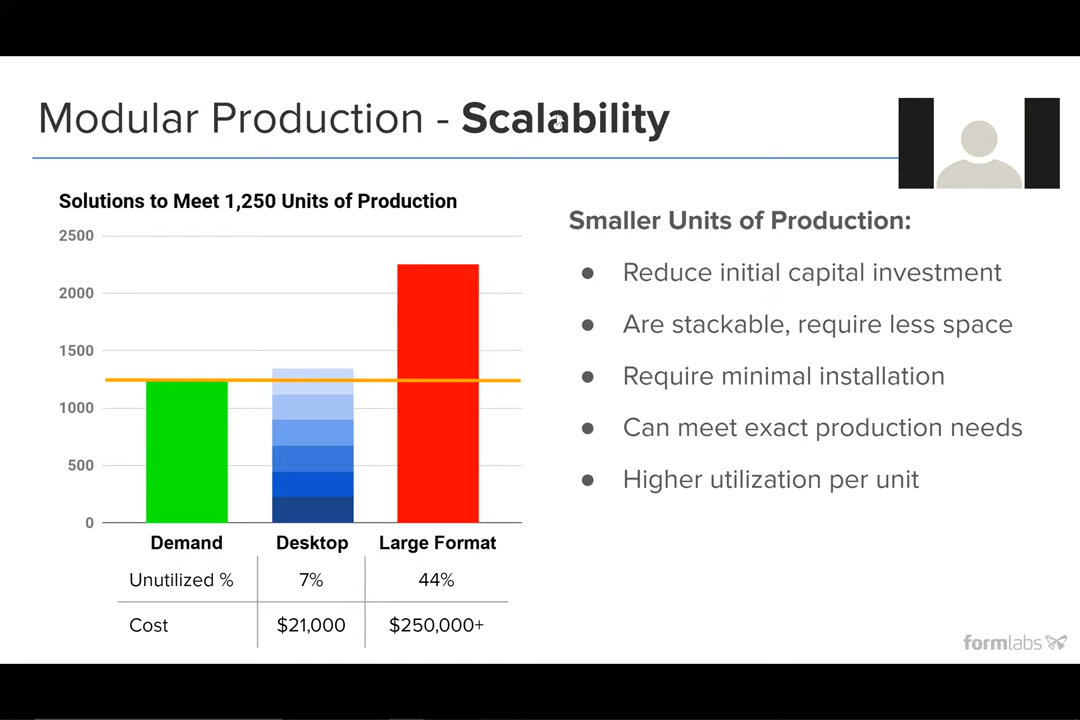 Modular Production - Scalability
Solutions to Meet 1,250 Units of Production
2500
2000
1500
1000
500
0
Demand Desktop Large Format
Unutilized % 7% 44%
Cost $21,000 $250,000+
Smaller Units of Production:
● Reduce initial capital investment
● Are stackable, require less space
● Require minimal installation
● Can meet exact production needs
● Higher utilization per unit
formlabs